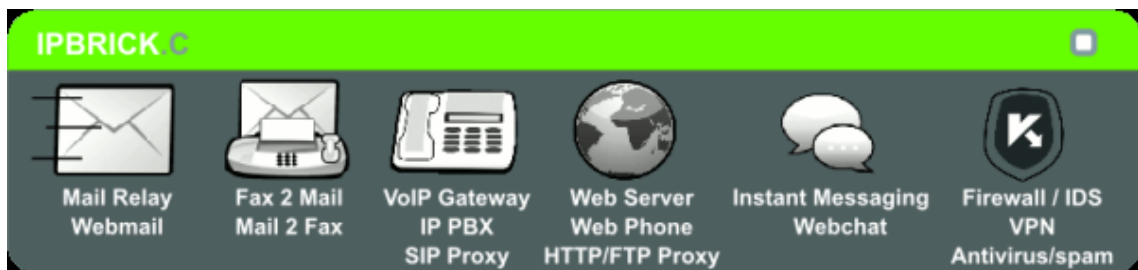 IPBRICK.C
Mail Relay
Webmail
Fax 2 Mail
Mail 2 Fax
VoIP Gateway
IP PBX
SIP Proxy
Web Server
Web Phone
HTTP/FTP Proxy
Instant Messaging
Webchat
Firewall / IDS
VPN
Antivirus/spam